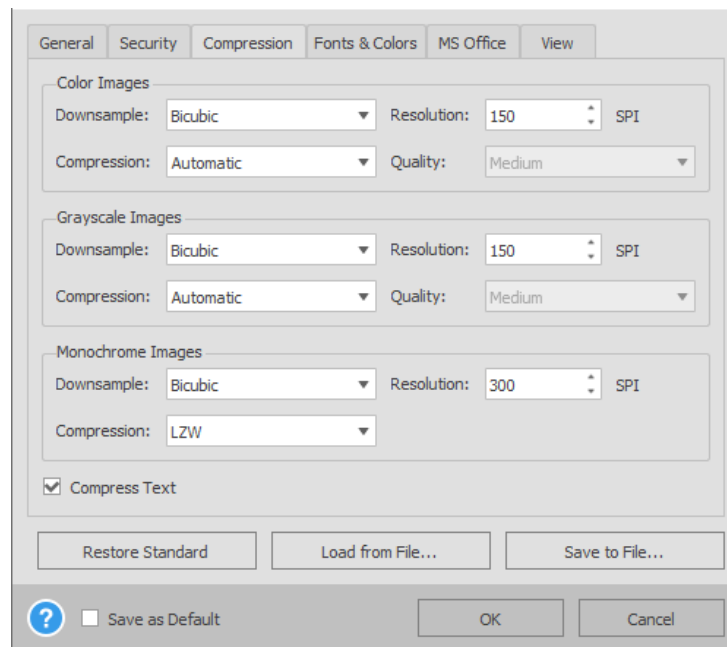 General Security Compression Fonts & Colors MS Office View
Color Images
Downsample: Bicubic Resolution: 150 SPI
Compression: Automatic Quality: Medium
Grayscale Images
Downsample: Bicubic Resolution: 150 SPI
Compression: Automatic Quality: Medium
Monochrome Images
Downsample: Bicubic Resolution: 300 SPI
Compression: LZW
Compress Text
Restore Standard Load from File... Save to File...
? Save as Default OK Cancel